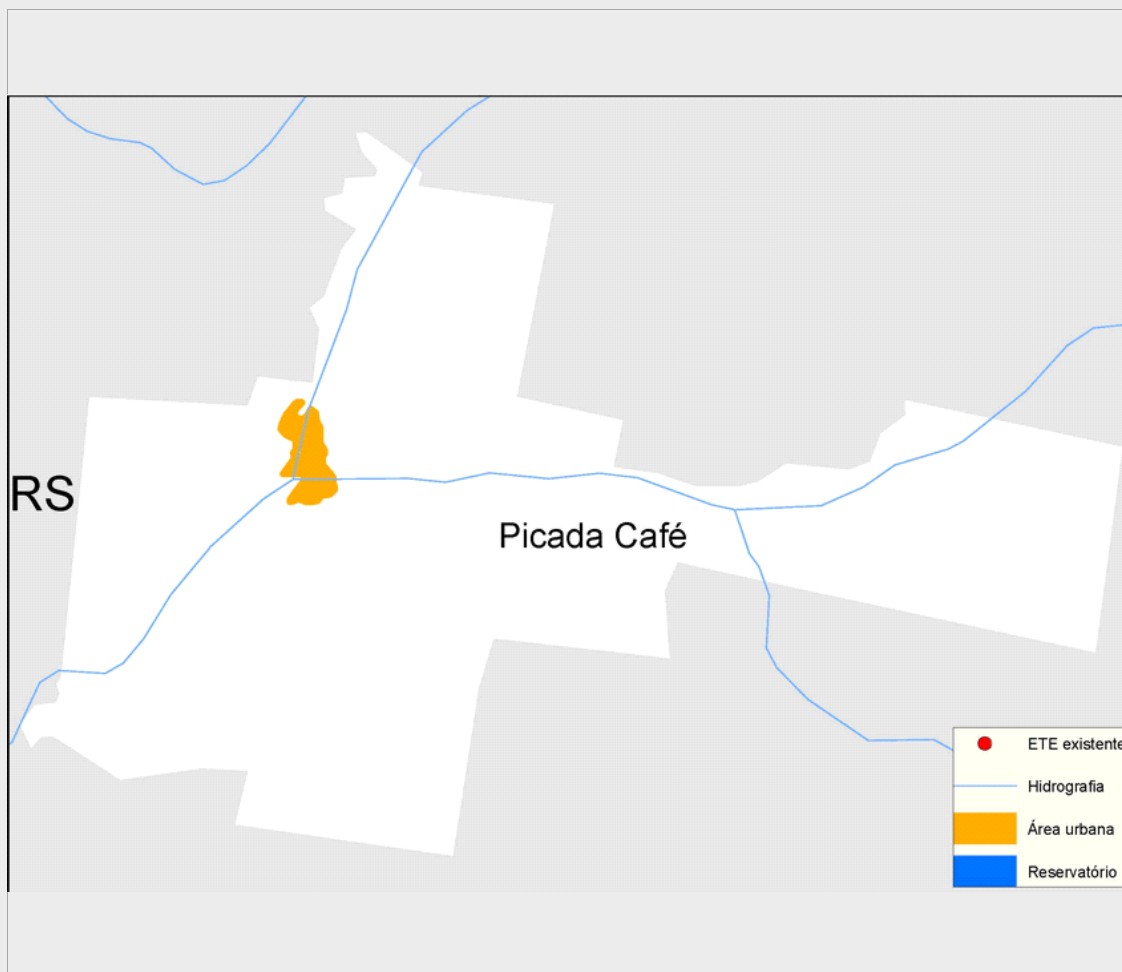 RS
Picada Café
ETE existente
Hidrografia
Área urbana
Reservatório